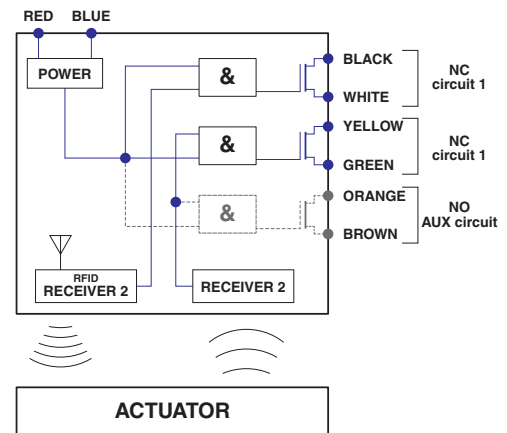 RED BLUE
POWER
&
BLACK
WHITE
NC
circuit 1
&
YELLOW
GREEN
NC
circuit 1
&
ORANGE
BROWN
NO
AUX circuit
RFID
RECEIVER 2
RECEIVER 2
ACTUATOR